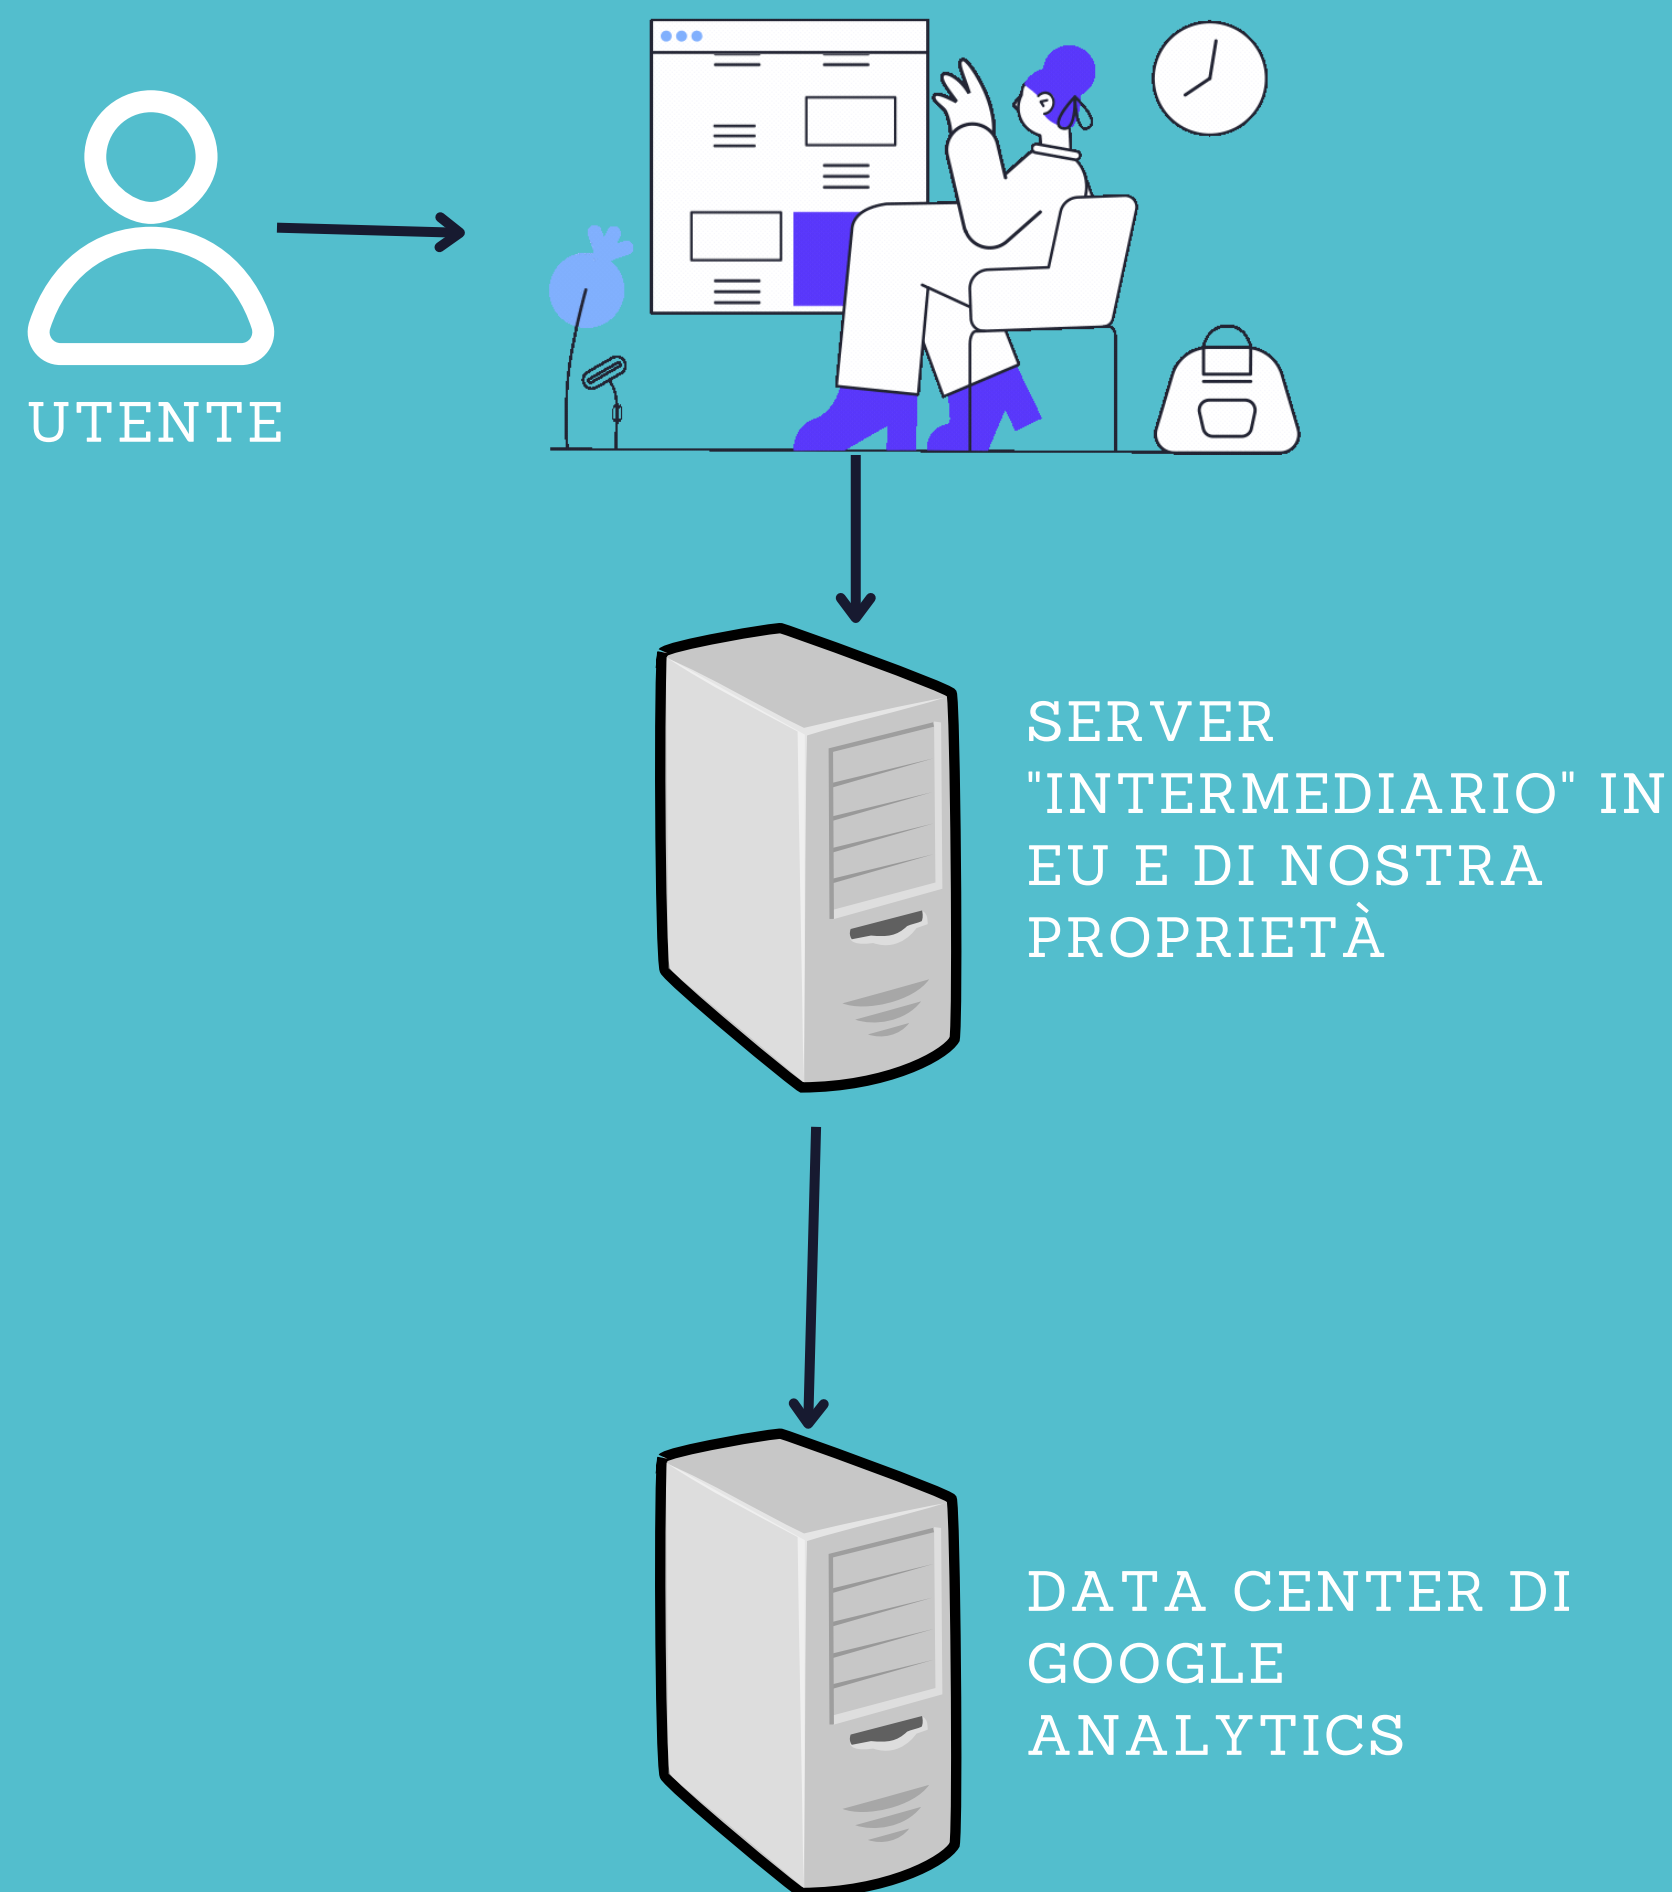 UTENTE
SERVER
"INTERMEDIARIO" IN
EU E DI NOSTRA
PROPRIETÀ
DATA CENTER DI
GOOGLE
ANALYTICS